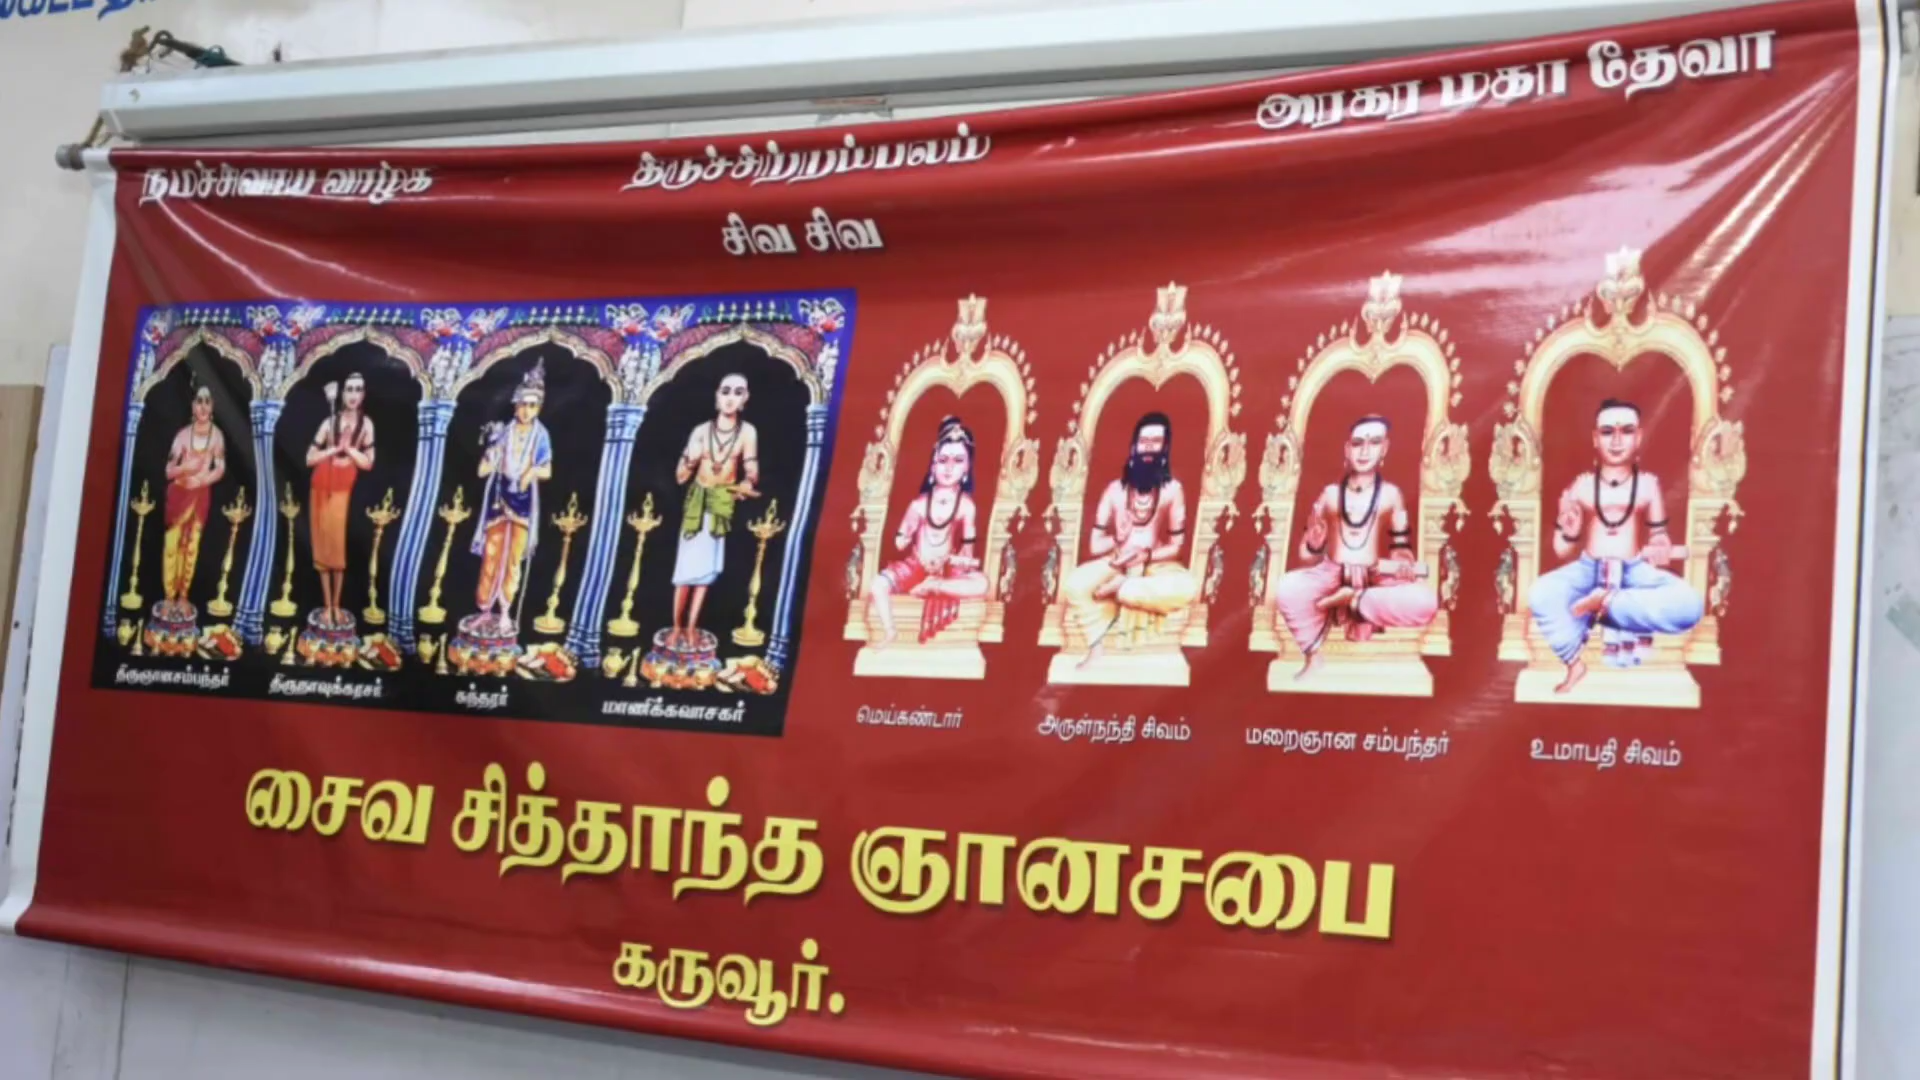 நமச்சிவாய வாழ்க
திருச்சிற்றம்பலம்
அரகர மகா தேவா
சிவ சிவ
திருஞானசம்பந்தர்
திருநாவுக்கரசர்
சுந்தரர்
மாணிக்கவாசகர்
மெய்கண்டார்
அருள்நந்தி சிவம்
மறைஞான சம்பந்தர்
உமாபதி சிவம்
சைவ சித்தாந்த ஞானசபை
கருவூர்.